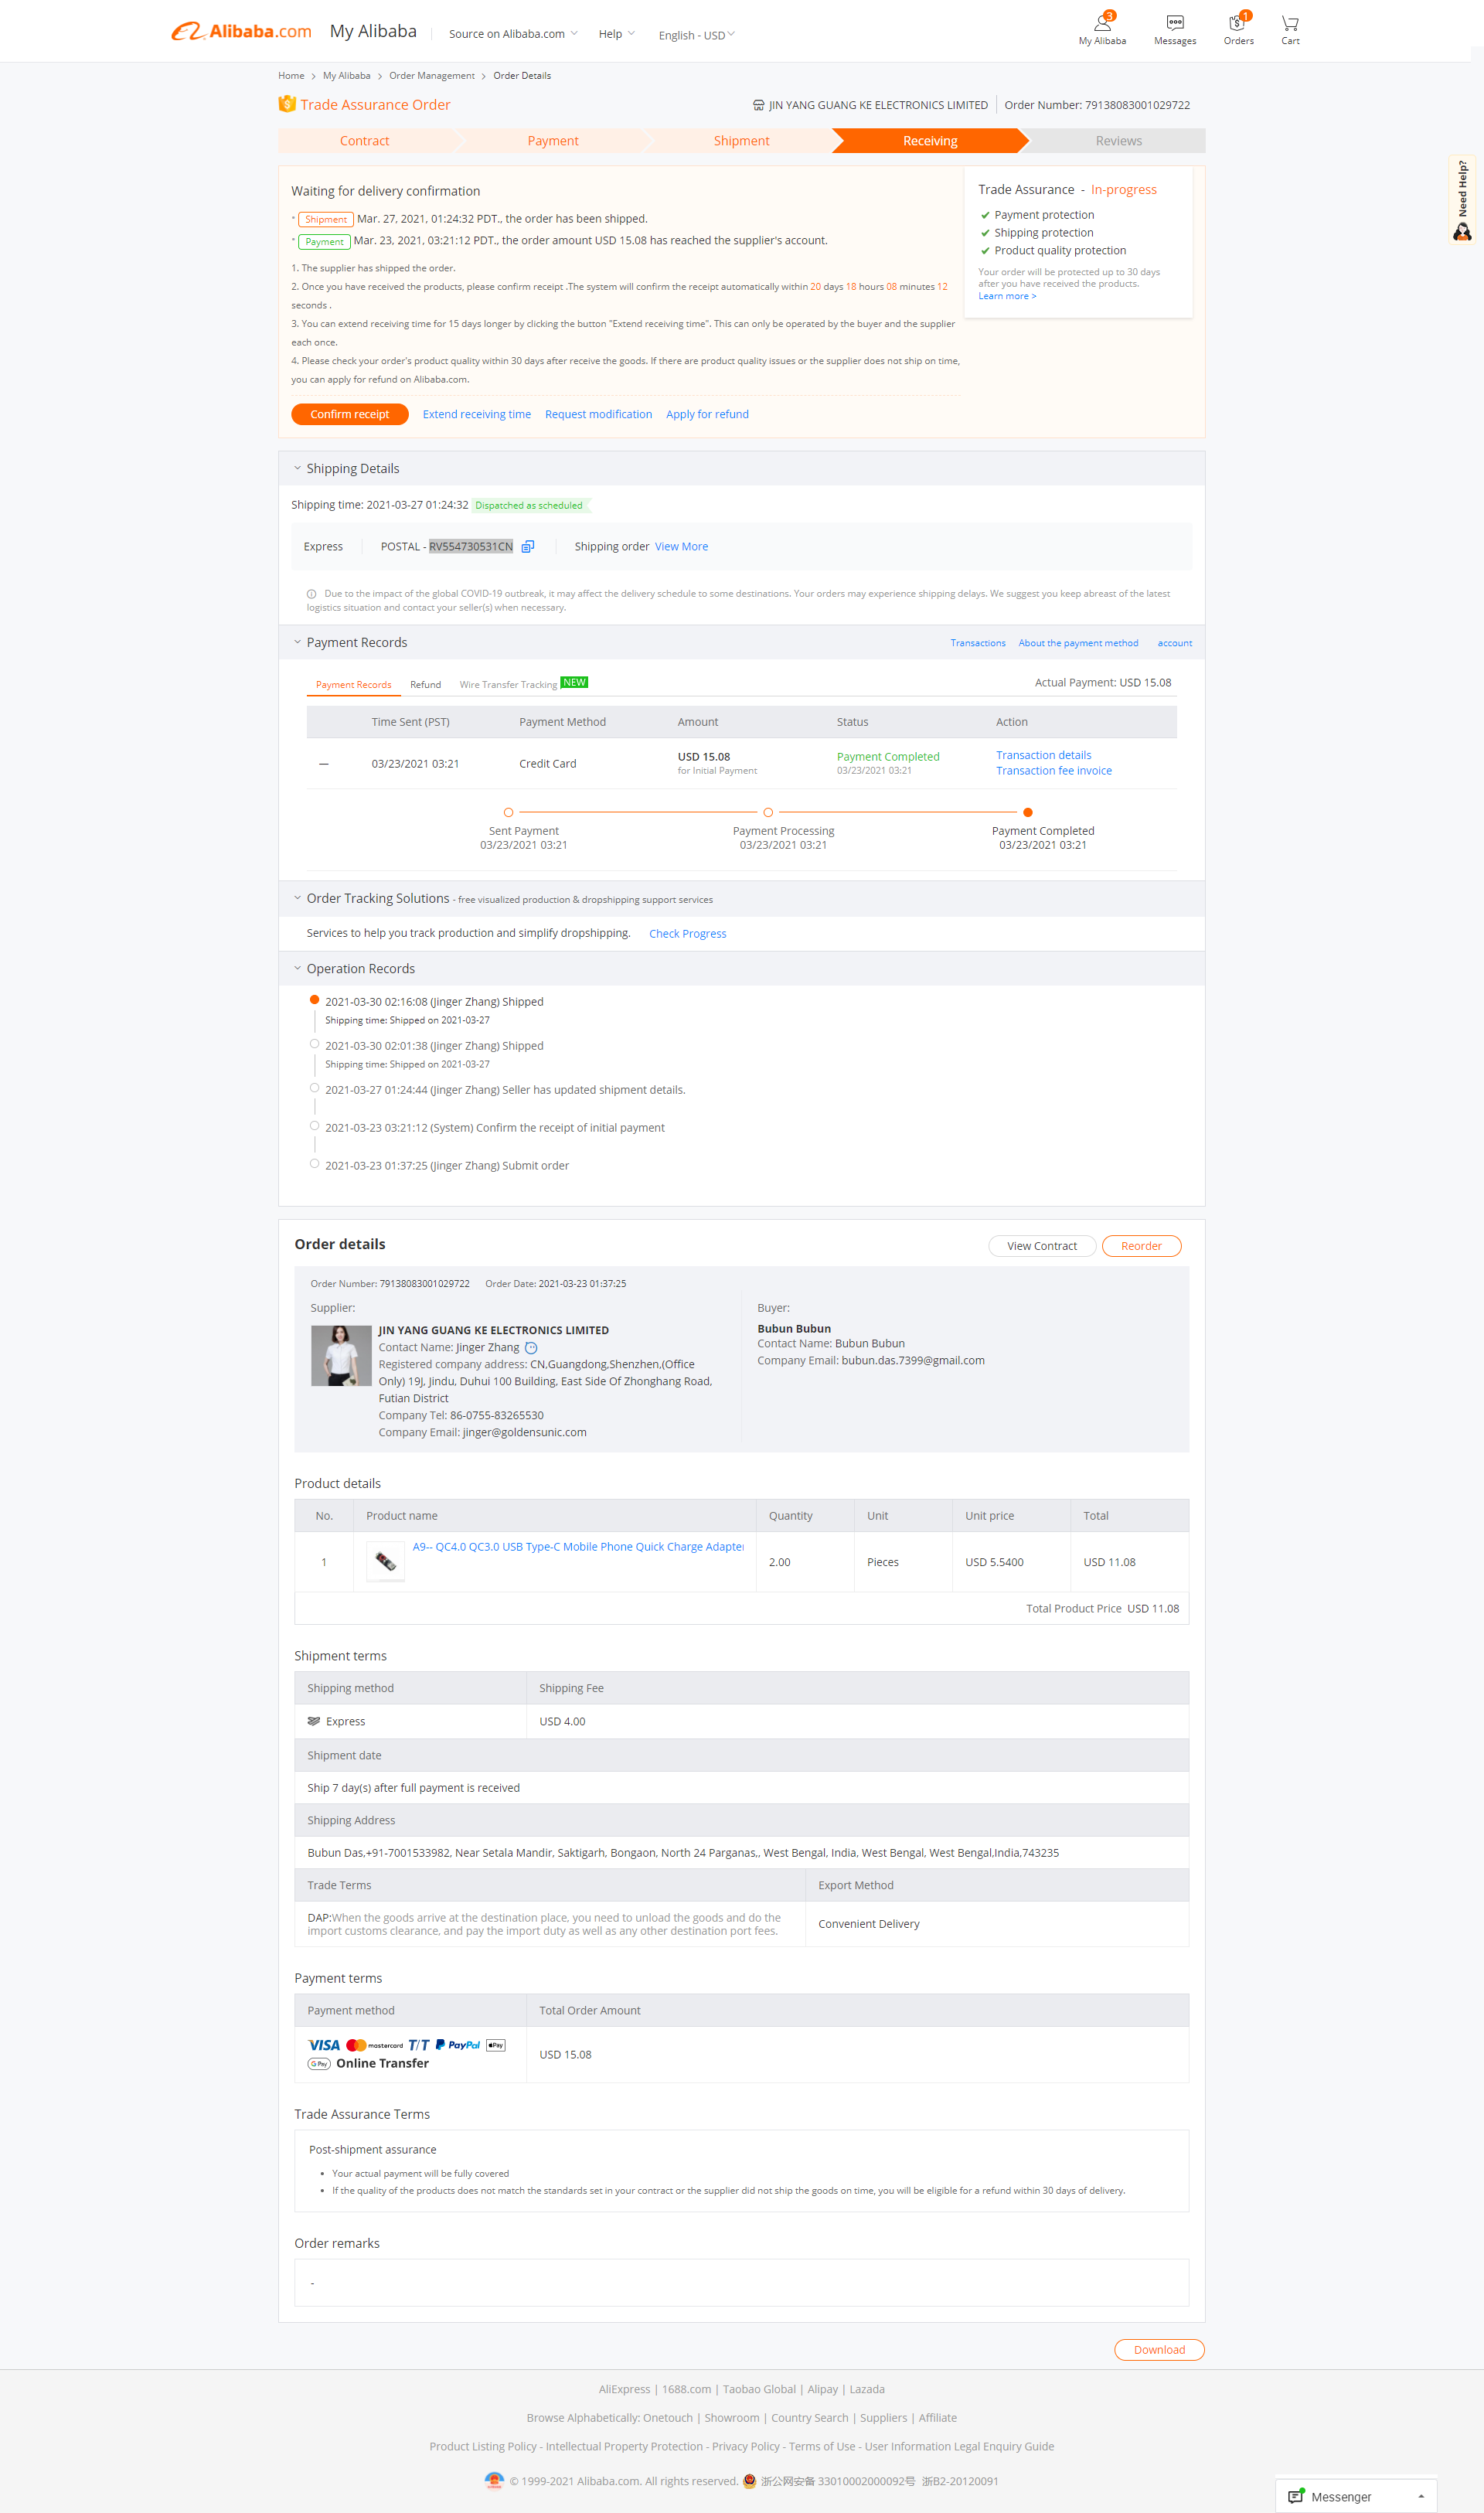 Alibaba.com My Alibaba Source on Alibaba.com Help English - USD
3 1
My Alibaba Messages Orders Cart
Home > My Alibaba > Order Management > Order Details
Trade Assurance Order JIN YANG GUANG KE ELECTRONICS LIMITED Order Number: 79138083001029722
Contract Payment Shipment Receiving Reviews
Need Help?
Waiting for delivery confirmation
Shipment Mar. 27, 2021, 01:24:32 PDT., the order has been shipped.
Payment Mar. 23, 2021, 03:21:12 PDT., the order amount USD 15.08 has reached the supplier's account.
1. The supplier has shipped the order.
2. Once you have received the products, please confirm receipt .The system will confirm the receipt automatically within 20 days 18 hours 08 minutes 12
seconds .
3. You can extend receiving time for 15 days longer by clicking the button "Extend receiving time". This can only be operated by the buyer and the supplier
each once.
4. Please check your order's product quality within 30 days after receive the goods. If there are product quality issues or the supplier does not ship on time,
you can apply for refund on Alibaba.com.
Confirm receipt Extend receiving time Request modification Apply for refund
Trade Assurance - In-progress
Payment protection
Shipping protection
Product quality protection
Your order will be protected up to 30 days
after you have received the products.
Learn more >
Shipping Details
Shipping time: 2021-03-27 01:24:32 Dispatched as scheduled
Express POSTAL - RV554730531CN Shipping order View More
Due to the impact of the global COVID-19 outbreak, it may affect the delivery schedule to some destinations. Your orders may experience shipping delays. We suggest you keep abreast of the latest
logistics situation and contact your seller(s) when necessary.
Payment Records Transactions About the payment method account
Payment Records Refund Wire Transfer Tracking NEW Actual Payment: USD 15.08
Time Sent (PST) Payment Method Amount Status Action
— 03/23/2021 03:21 Credit Card USD 15.08 Payment Completed Transaction details
for Initial Payment 03/23/2021 03:21 Transaction fee invoice
Sent Payment Payment Processing Payment Completed
03/23/2021 03:21 03/23/2021 03:21 03/23/2021 03:21
Order Tracking Solutions - free visualized production & dropshipping support services
Services to help you track production and simplify dropshipping. Check Progress
Operation Records
2021-03-30 02:16:08 (Jinger Zhang) Shipped
Shipping time: Shipped on 2021-03-27
2021-03-30 02:01:38 (Jinger Zhang) Shipped
Shipping time: Shipped on 2021-03-27
2021-03-27 01:24:44 (Jinger Zhang) Seller has updated shipment details.
2021-03-23 03:21:12 (System) Confirm the receipt of initial payment
2021-03-23 01:37:25 (Jinger Zhang) Submit order
Order details View Contract Reorder
Order Number: 79138083001029722 Order Date: 2021-03-23 01:37:25
Supplier:
JIN YANG GUANG KE ELECTRONICS LIMITED
Contact Name: Jinger Zhang
Registered company address: CN,Guangdong,Shenzhen,(Office
Only) 19J, Jindu, Duhui 100 Building, East Side Of Zhonghang Road,
Futian District
Company Tel: 86-0755-83265530
Company Email: jinger@goldensunic.com
Buyer:
Bubun Bubun
Contact Name: Bubun Bubun
Company Email: bubun.das.7399@gmail.com
Product details
No. Product name Quantity Unit Unit price Total
1 A9-- QC4.0 QC3.0 USB Type-C Mobile Phone Quick Charge Adapter 2.00 Pieces USD 5.5400 USD 11.08
Total Product Price USD 11.08
Shipment terms
Shipping method Shipping Fee
Express USD 4.00
Shipment date
Ship 7 day(s) after full payment is received
Shipping Address
Bubun Das,+91-7001533982, Near Setala Mandir, Saktigarh, Bongaon, North 24 Parganas,, West Bengal, India, West Bengal, West Bengal,India,743235
Trade Terms Export Method
DAP:When the goods arrive at the destination place, you need to unload the goods and do the
import customs clearance, and pay the import duty as well as any other destination port fees.
Convenient Delivery
Payment terms
Payment method Total Order Amount
VISA mastercard T/T PayPal Pay
G Pay Online Transfer
USD 15.08
Trade Assurance Terms
Post-shipment assurance
• Your actual payment will be fully covered
• If the quality of the products does not match the standards set in your contract or the supplier did not ship the goods on time, you will be eligible for a refund within 30 days of delivery.
Order remarks
-
Download
AliExpress | 1688.com | Taobao Global | Alipay | Lazada
Browse Alphabetically: Onetouch | Showroom | Country Search | Suppliers | Affiliate
Product Listing Policy - Intellectual Property Protection - Privacy Policy - Terms of Use - User Information Legal Enquiry Guide
© 1999-2021 Alibaba.com. All rights reserved. 浙公网安备 33010002000092号 浙B2-20120091
Messenger